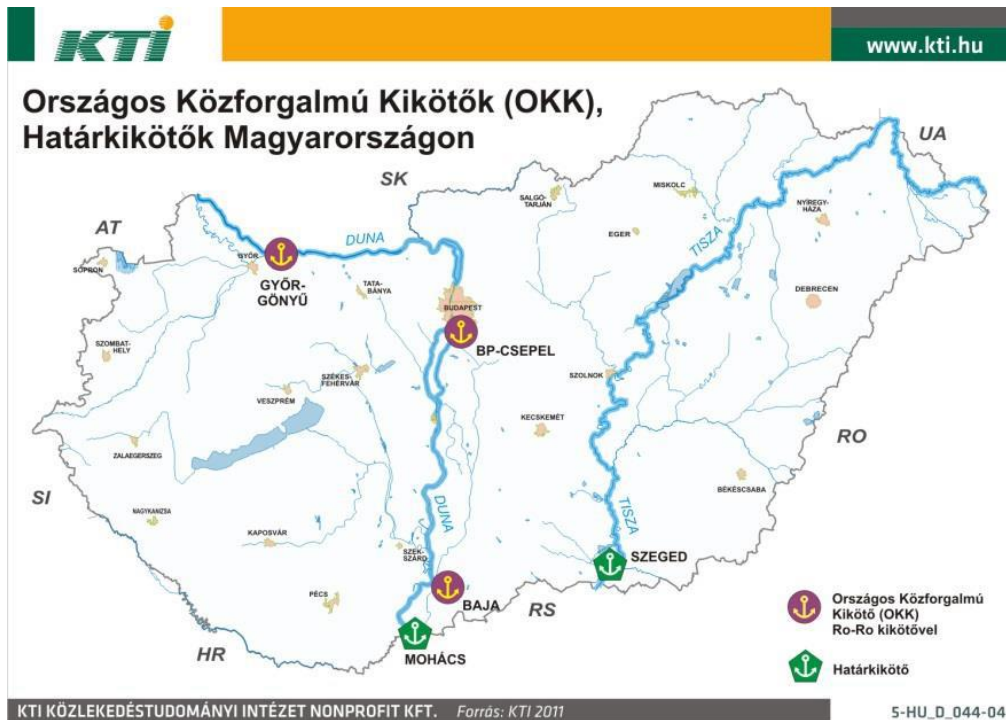 KTI
www.kti.hu
Országos Közforgalmú Kikötők (OKK),
Határkikötők Magyarországon
UA
SK
AT
SALGÓ-
TARJÁN
MISKOLC
NYÍREGY-
HÁZA
EGER
DUNA
TISZA
SOPRON
GYŐR
GYŐR-
GÖNYŰ
TATA-
BÁNYA
BUDAPEST
DEBRECEN
BP-CSEPEL
SZOMBAT-
HELY
SZÉKES-
FEHÉRVÁR
SZOLNOK
VESZPRÉM
KECSKEMÉT
RO
ZALAEGERSZEG
BÉKÉSCSABA
SI
NAGYKANIZSA
DUNA
TISZA
KAPOSVÁR
SZEK-
SZÁRD
SZEGED
PÉCS
BAJA
RS
HR
MOHÁCS
Országos Közforgalmú
Kikötő (OKK)
Ro-Ro kikötővel
Határkikötő
KTI KÖZLEKEDÉSTUDOMÁNYI INTÉZET NONPROFIT KFT. Forrás: KTI 2011
5-HU_D_044-04